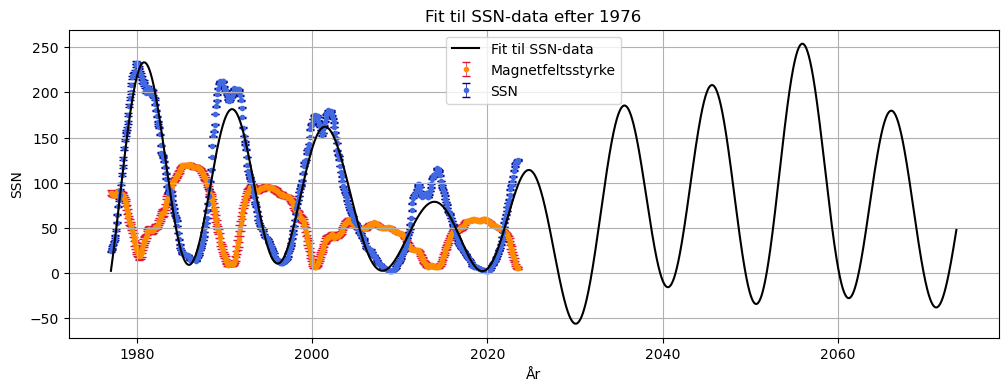 Fit til SSN-data efter 1976
Fit til SSN-data
Magnetfeltsstyrke
SSN
250
200
150
100
50
0
−50
SSN
1980
2000
2020
2040
2060
År